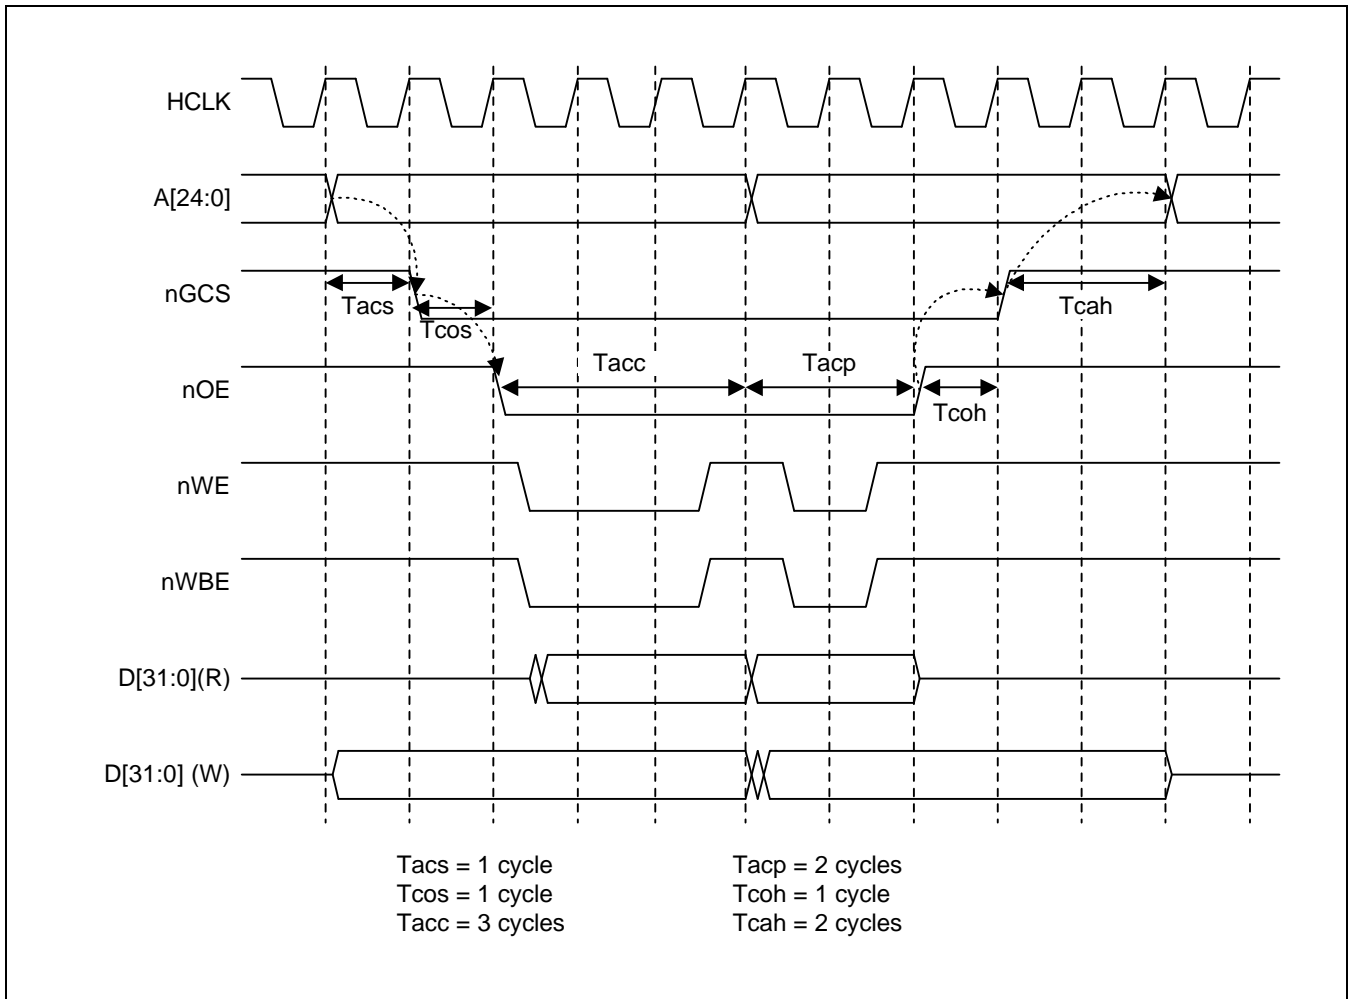 HCLK
A[24:0]
nGCS
Tacs
Tcos
Tcah
nOE
Tacc
Tacp
Tcoh
nWE
nWBE
D[31:0](R)
D[31:0] (W)
Tacs = 1 cycle
Tcos = 1 cycle
Tacc = 3 cycles
Tacp = 2 cycles
Tcoh = 1 cycle
Tcah = 2 cycles